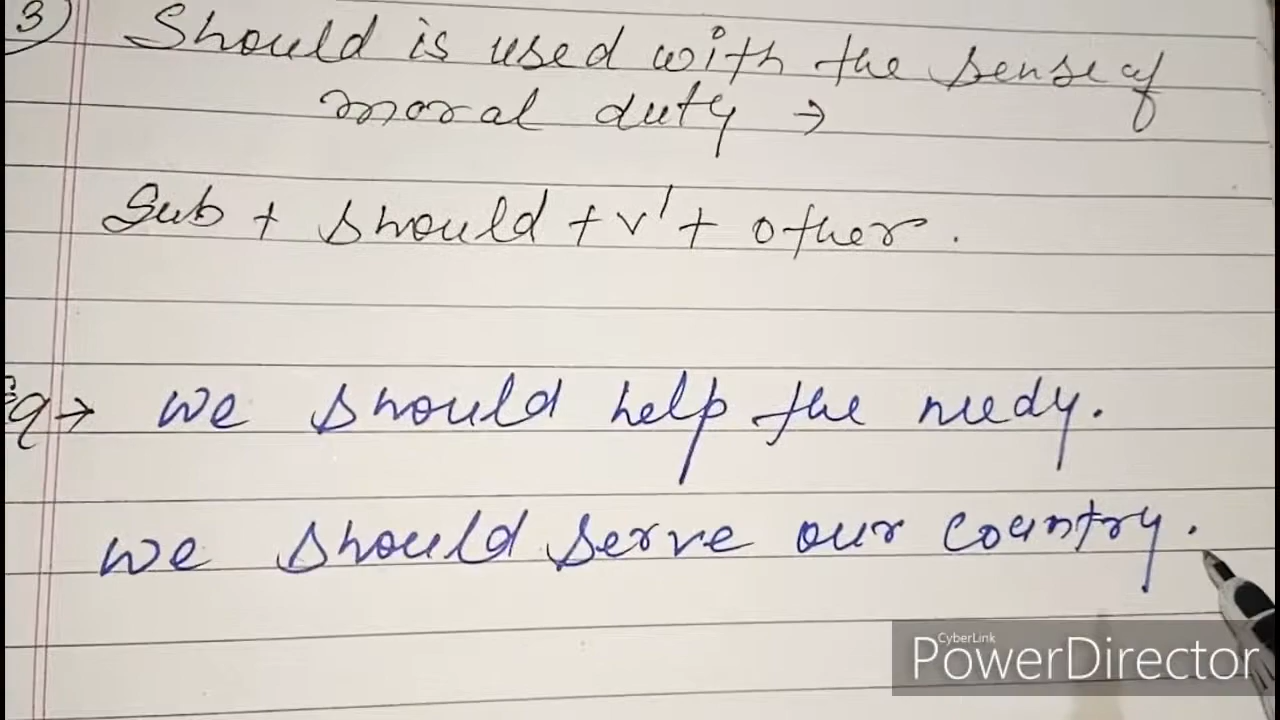 3 Should is used with the sense of
moral duty →
Sub + should + v¹ + other.
eg → we should help the needy.
we should serve our country.
CyberLink
PowerDirector